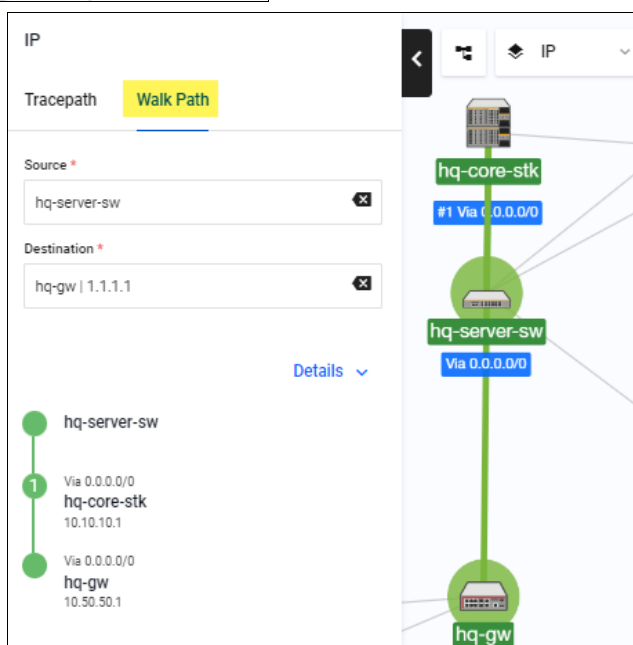 IP
Tracepath
Walk Path
Source *
hq-server-sw
Destination *
hq-gw | 1.1.1.1
Details
hq-server-sw
1
Via 0.0.0.0/0
hq-core-stk
10.10.10.1
Via 0.0.0.0/0
hq-gw
10.50.50.1
IP
hq-core-stk
#1 Via 0.0.0.0/0
hq-server-sw
Via 0.0.0.0/0
hq-gw